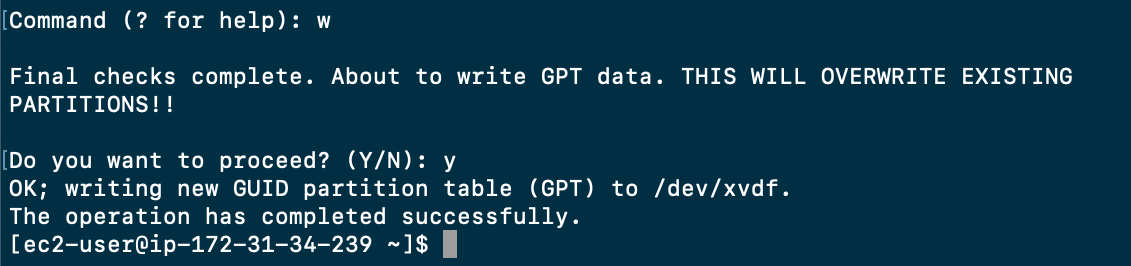 [Command (? for help): w
Final checks complete. About to write GPT data. THIS WILL OVERWRITE EXISTING
PARTITIONS!!
[Do you want to proceed? (Y/N): y
OK; writing new GUID partition table (GPT) to /dev/xvdf.
The operation has completed successfully.
[ec2-user@ip-172-31-34-239 ~]$